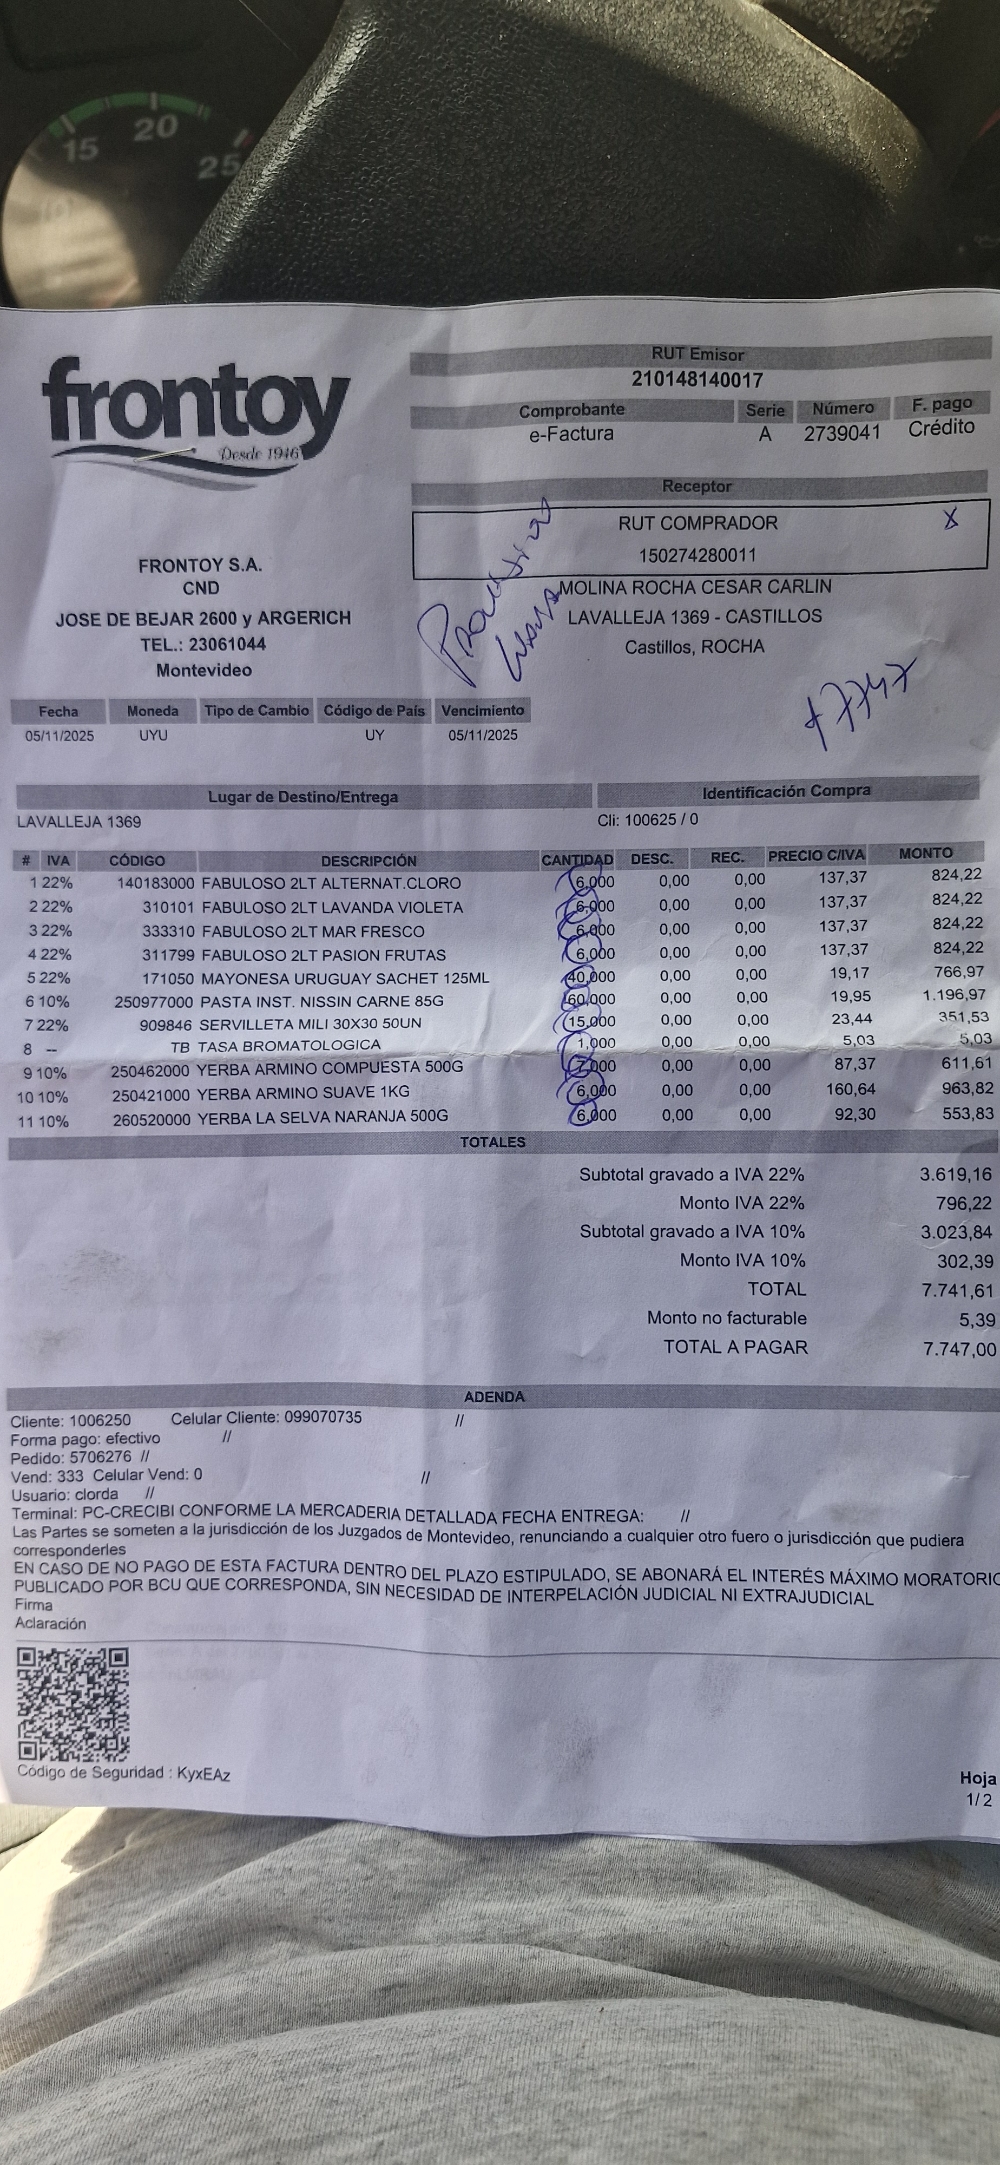 15
20
25
frontoy
Desde 1946
FRONTOY S.A.
CND
JOSE DE BEJAR 2600 y ARGERICH
TEL.: 23061044
Montevideo
RUT Emisor
210148140017
Comprobante Serie Número F. pago
e-Factura A 2739041 Crédito
Receptor
RUT COMPRADOR X
150274280011
MOLINA ROCHA CESAR CARLIN
LAVALLEJA 1369 - CASTILLOS
Castillos, ROCHA
7747
Fecha Moneda Tipo de Cambio Código de País Vencimiento
05/11/2025 UYU UY 05/11/2025
Lugar de Destino/Entrega Identificación Compra
LAVALLEJA 1369 Cli: 100625 / 0
# IVA CÓDIGO DESCRIPCIÓN CANTIDAD DESC. REC. PRECIO C/IVA MONTO
1 22% 140183000 FABULOSO 2LT ALTERNAT.CLORO 6,000 0,00 0,00 137,37 824,22
2 22% 310101 FABULOSO 2LT LAVANDA VIOLETA 6,000 0,00 0,00 137,37 824,22
3 22% 333310 FABULOSO 2LT MAR FRESCO 6,000 0,00 0,00 137,37 824,22
4 22% 311799 FABULOSO 2LT PASION FRUTAS 6,000 0,00 0,00 137,37 824,22
5 22% 171050 MAYONESA URUGUAY SACHET 125ML 40,000 0,00 0,00 19,17 766,97
6 10% 250977000 PASTA INST. NISSIN CARNE 85G 60,000 0,00 0,00 19,95 1.196,97
7 22% 909846 SERVILLETA MILI 30X30 50UN 15,000 0,00 0,00 23,44 351,53
8 -- TB TASA BROMATOLOGICA 1,000 0,00 0,00 5,03 5,03
9 10% 250462000 YERBA ARMINO COMPUESTA 500G 7,000 0,00 0,00 87,37 611,61
10 10% 250421000 YERBA ARMINO SUAVE 1KG 6,000 0,00 0,00 160,64 963,82
11 10% 260520000 YERBA LA SELVA NARANJA 500G 6,000 0,00 0,00 92,30 553,83
TOTALES
Subtotal gravado a IVA 22% 3.619,16
Monto IVA 22% 796,22
Subtotal gravado a IVA 10% 3.023,84
Monto IVA 10% 302,39
TOTAL 7.741,61
Monto no facturable 5,39
TOTAL A PAGAR 7.747,00
ADENDA
Cliente: 1006250 Celular Cliente: 099070735 //
Forma pago: efectivo //
Pedido: 5706276 //
Vend: 333 Celular Vend: 0 //
Usuario: clorda //
Terminal: PC-CRECIBI CONFORME LA MERCADERIA DETALLADA FECHA ENTREGA: //
Las Partes se someten a la jurisdicción de los Juzgados de Montevideo, renunciando a cualquier otro fuero o jurisdicción que pudiera
corresponderles
EN CASO DE NO PAGO DE ESTA FACTURA DENTRO DEL PLAZO ESTIPULADO, SE ABONARÁ EL INTERÉS MÁXIMO MORATORIO
PUBLICADO POR BCU QUE CORRESPONDA, SIN NECESIDAD DE INTERPELACIÓN JUDICIAL NI EXTRAJUDICIAL
Firma
Aclaración
Código de Seguridad : KyxEAz
Hoja
1/ 2